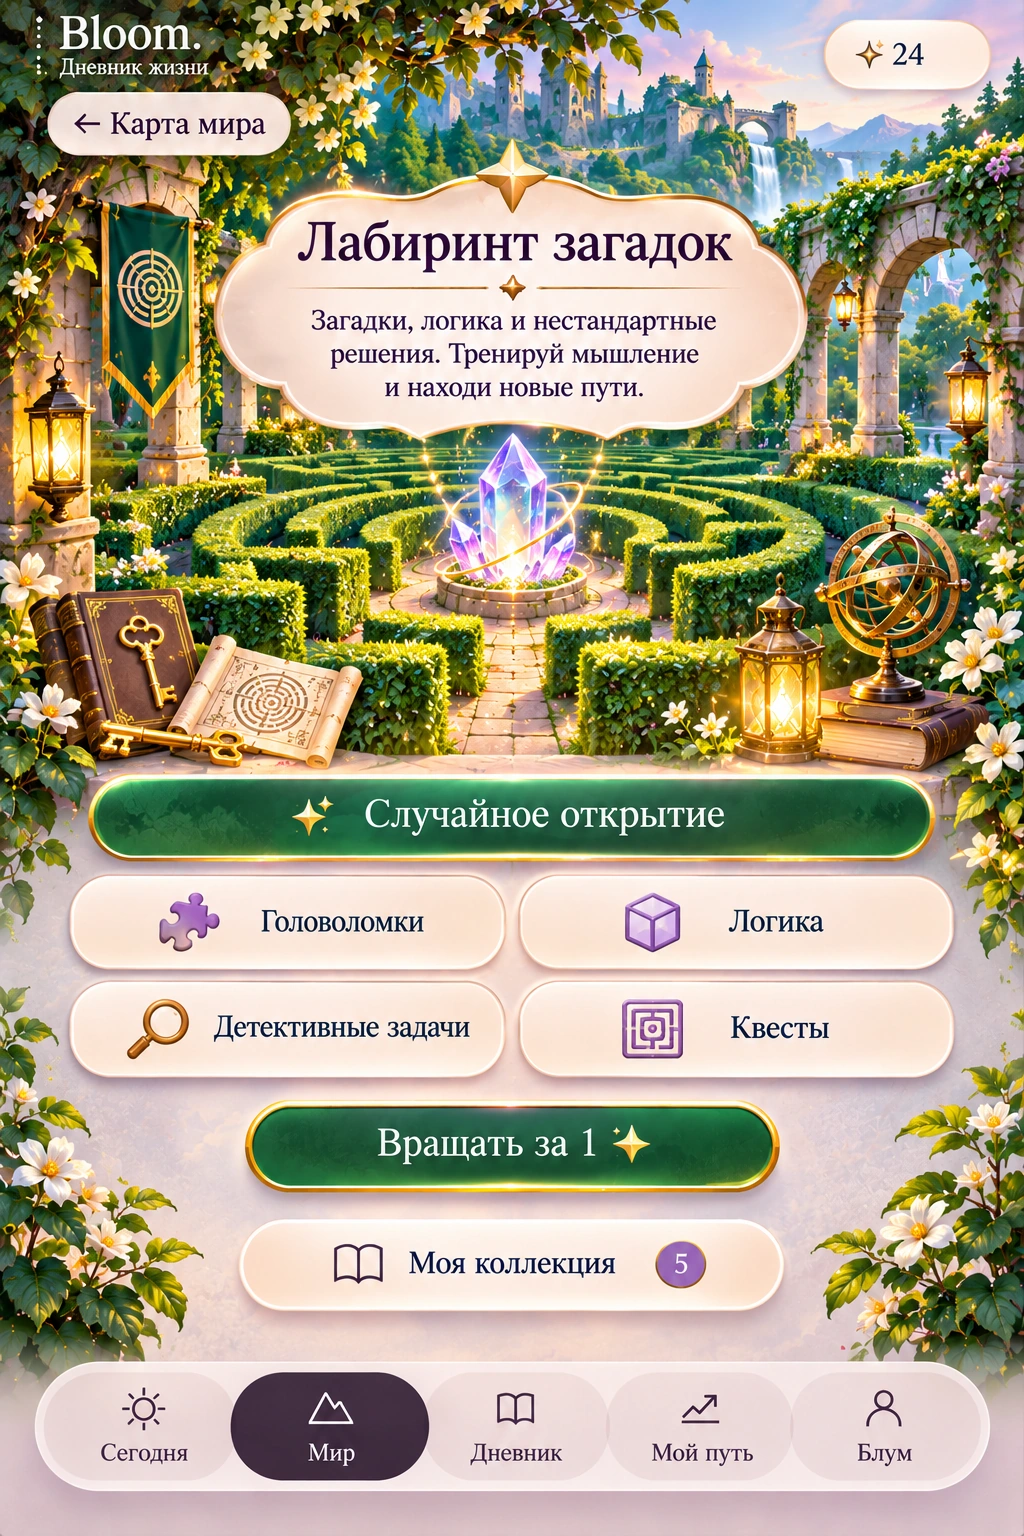 Bloom.
Дневник жизни
24
← Карта мира
Лабиринт загадок
Загадки, логика и нестандартные
решения. Тренируй мышление
и находи новые пути.
Случайное открытие
Головоломки
Логика
Детективные задачи
Квесты
Вращать за 1
Моя коллекция 5
Сегодня
Мир
Дневник
Мой путь
Блум